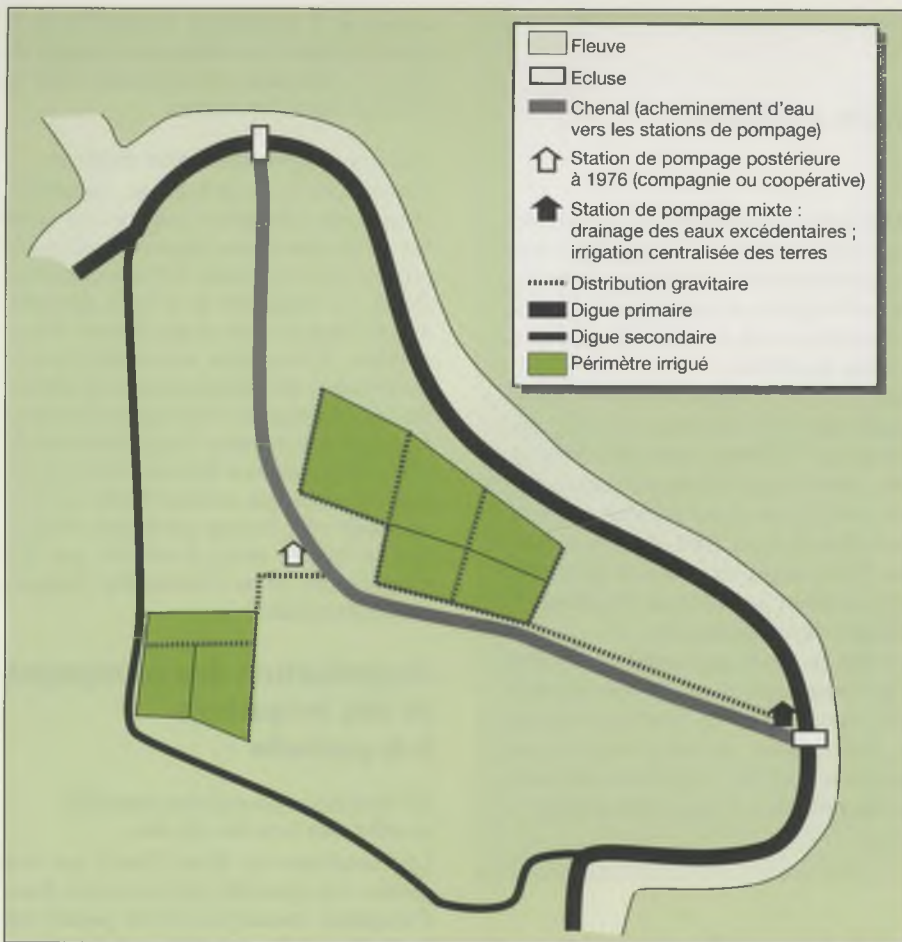 Fleuve
Ecluse
Chenal (acheminement d'eau
vers les stations de pompage)
Station de pompage postérieure
à 1976 (compagnie ou coopérative)
Station de pompage mixte :
drainage des eaux excédentaires ;
irrigation centralisée des terres
Distribution gravitaire
Digue primaire
Digue secondaire
Périmètre irrigué